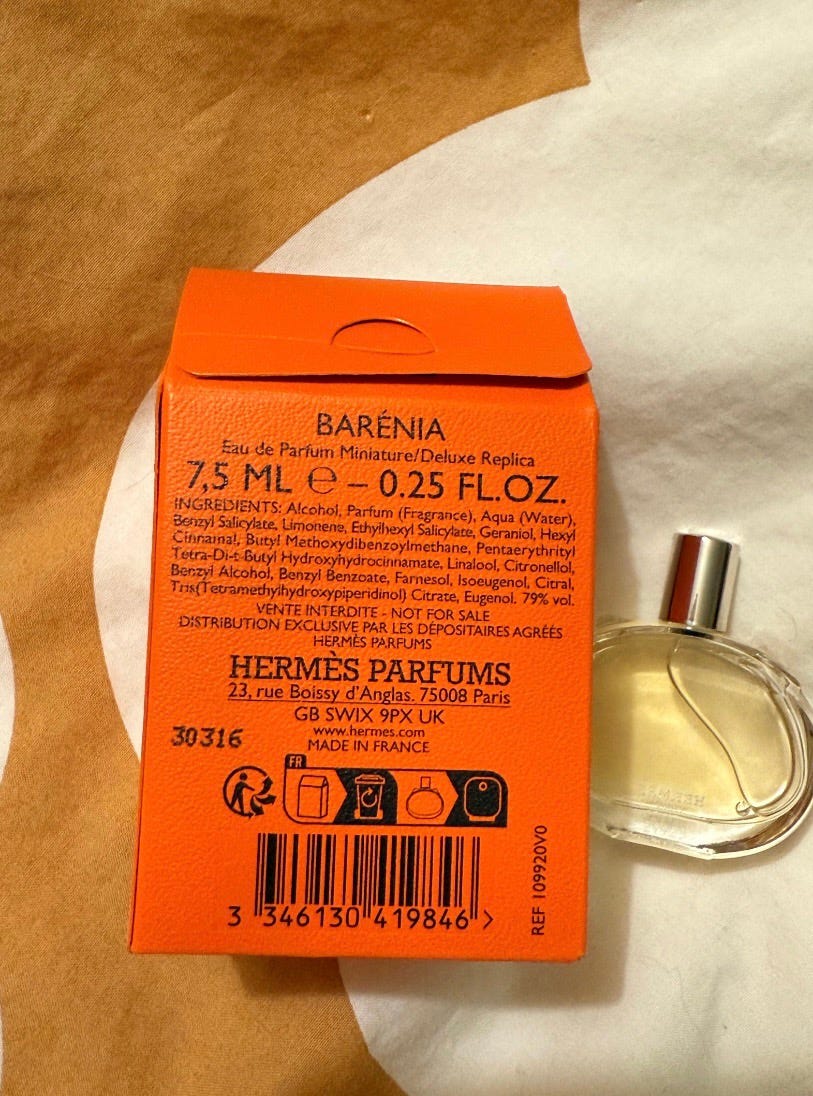 BARÉNIA
Eau de Parfum Miniature/Deluxe Replica
7,5 ML ℮ – 0.25 FL.OZ.
INGREDIENTS: Alcohol, Parfum (Fragrance), Aqua (Water),
Benzyl Salicylate, Limonene, Ethylhexyl Salicylate, Geraniol, Hexyl
Cinnamal, Butyl Methoxydibenzoylmethane, Pentaerythrityl
Tetra-Di-t-Butyl Hydroxyhydrocinnamate, Linalool, Citronellol,
Benzyl Alcohol, Benzyl Benzoate, Farnesol, Isoeugenol, Citral,
Tris(Tetramethylhydroxypiperidinol) Citrate, Eugenol. 79% vol.
VENTE INTERDITE - NOT FOR SALE
DISTRIBUTION EXCLUSIVE PAR LES DÉPOSITAIRES AGRÉÉS
HERMÈS PARFUMS
HERMÈS PARFUMS
23, rue Boissy d'Anglas. 75008 Paris
GB SWIX 9PX UK
www.hermes.com
30316
MADE IN FRANCE
FR
3 346130 419846 >
REF 109920V0